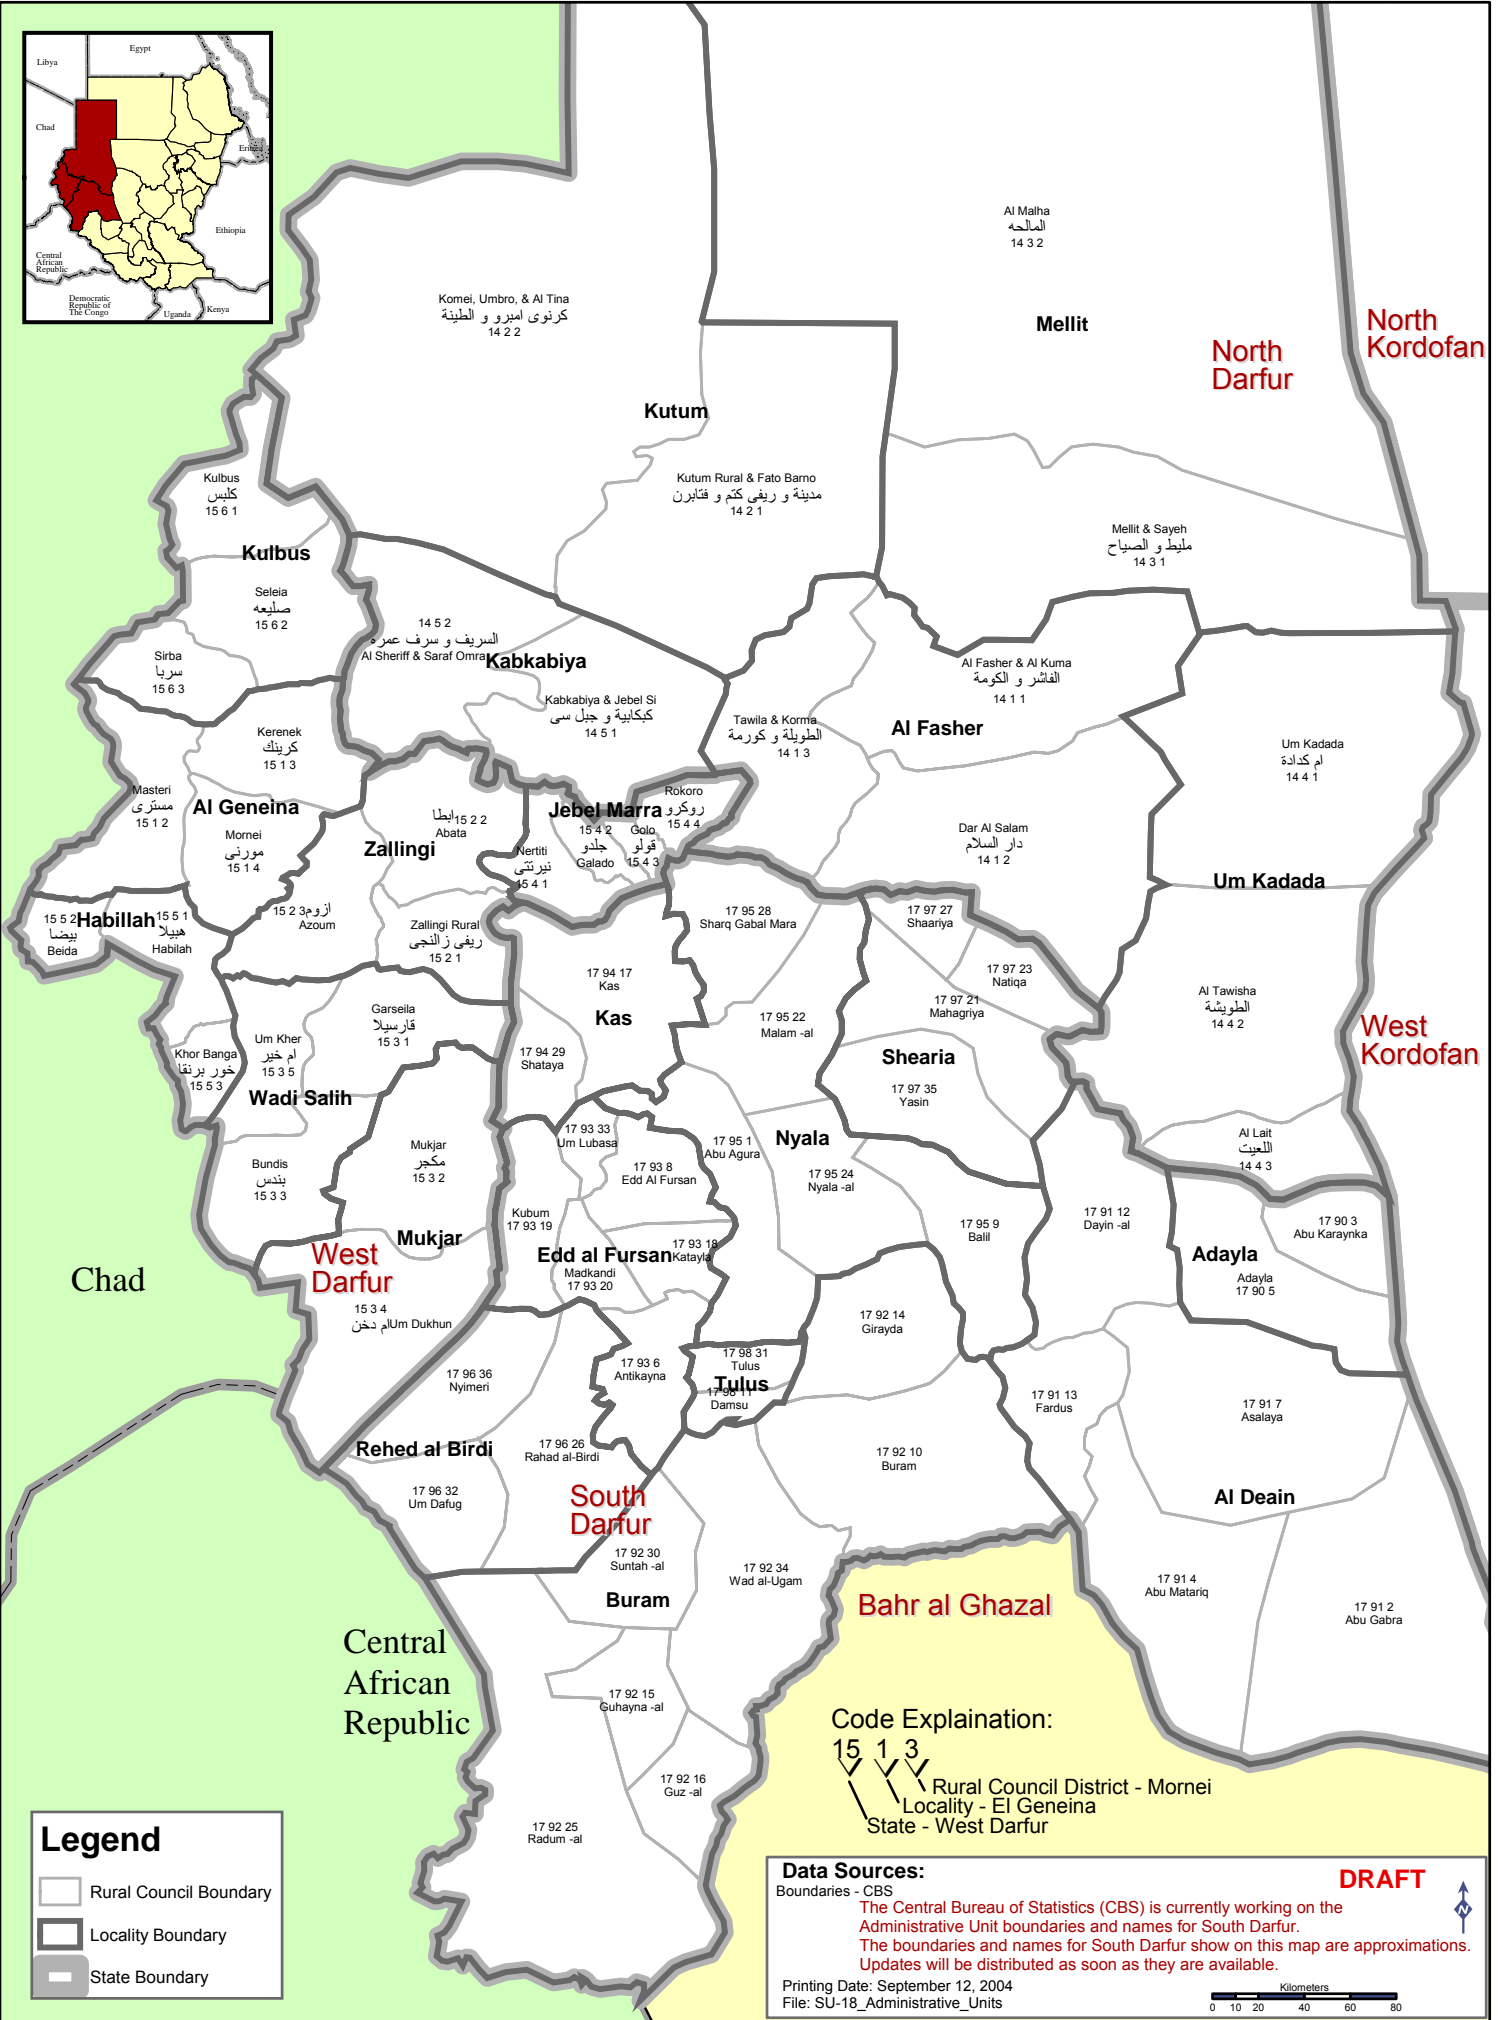 Libya
Egypt
Chad
Eritrea
Ethiopia
Central
African
Republic
Democratic
Republic of
The Congo
Uganda
Kenya
Al Malha
المالحه
14 3 2
Mellit
North
Darfur
North
Kordofan
Komei, Umbro, & Al Tina
كرنوى امبرو و الطينة
14 2 2
Kutum
Kutum Rural & Fato Barno
مدينة و ريفى كتم و فتابرن
14 2 1
Mellit & Sayeh
مليط و الصياح
14 3 1
Kulbus
كلبس
15 6 1
Kulbus
Seleia
صليعه
15 6 2
Sirba
سربا
15 6 3
14 5 2
السريف و سرف عمره
Al Sheriff & Saraf Omra
Kabkabiya
Kabkabiya & Jebel Si
كبكابية و جبل سى
14 5 1
Al Fasher & Al Kuma
الفاشر و الكومة
14 1 1
Al Fasher
Tawila & Korma
الطويلة و كورمة
14 1 3
Um Kadada
ام كدادة
14 4 1
Kerenek
كرينك
15 1 3
Masteri
مسترى
15 1 2
Al Geneina
Mornei
مورنى
15 1 4
ابطا 15 2 2
Abata
Zallingi
Jebel Marra
Rokoro
روكرو
15 4 4
15 4 2
جلدو
Galado
Golo
قولو
15 4 3
Nertiti
نيرتتى
15 4 1
Dar Al Salam
دار السلام
14 1 2
Um Kadada
15 5 2
بيضا
Beida
Habillah
15 5 1
هبيلا
Habilah
15 2 3 ازوم
Azoum
Zallingi Rural
ريفى زالنجى
15 2 1
17 95 28
Sharq Gabal Mara
17 97 27
Shaariya
17 97 23
Natiqa
17 94 17
Kas
Kas
17 97 21
Mahagriya
Al Tawisha
الطويشة
14 4 2
West
Kordofan
Garseila
قارسيلا
15 3 1
Um Kher
ام خير
15 3 5
Khor Banga
خور برنقا
15 5 3
Wadi Salih
17 95 22
Malam -al
17 94 29
Shataya
Shearia
17 97 35
Yasin
17 93 33
Um Lubasa
17 95 1
Abu Agura
Nyala
Al Lait
اللعيت
14 4 3
Mukjar
مكجر
15 3 2
Bundis
بندس
15 3 3
17 93 8
Edd Al Fursan
17 95 24
Nyala -al
Kubum
17 93 19
17 95 9
Balil
17 91 12
Dayin -al
17 90 3
Abu Karaynka
Mukjar
Edd al Fursan
17 93 18
Katayla
Madkandi
17 93 20
Adayla
Adayla
17 90 5
West
Darfur
Chad
15 3 4
ام دخن Um Dukhun
17 92 14
Girayda
17 96 36
Nyimeri
17 93 6
Antikayna
17 98 31
Tulus
Tulus
17 98 11
Damsu
17 91 13
Fardus
17 91 7
Asalaya
Rehed al Birdi
17 96 26
Rahad al-Birdi
17 92 10
Buram
17 96 32
Um Dafug
South
Darfur
Al Deain
17 92 30
Suntah -al
17 92 34
Wad al-Ugam
Buram
Bahr al Ghazal
17 91 4
Abu Matariq
17 91 2
Abu Gabra
Central
African
Republic
17 92 15
Guhayna -al
17 92 16
Guz -al
17 92 25
Radum -al
Code Explaination:
15 1 3
Rural Council District - Mornei
Locality - El Geneina
State - West Darfur
Legend
Rural Council Boundary
Locality Boundary
State Boundary
Data Sources:
DRAFT
Boundaries - CBS
The Central Bureau of Statistics (CBS) is currently working on the
Administrative Unit boundaries and names for South Darfur.
The boundaries and names for South Darfur show on this map are approximations.
Updates will be distributed as soon as they are available.
Printing Date: September 12, 2004
File: SU-18_Administrative_Units
N
Kilometers
0 10 20 40 60 80